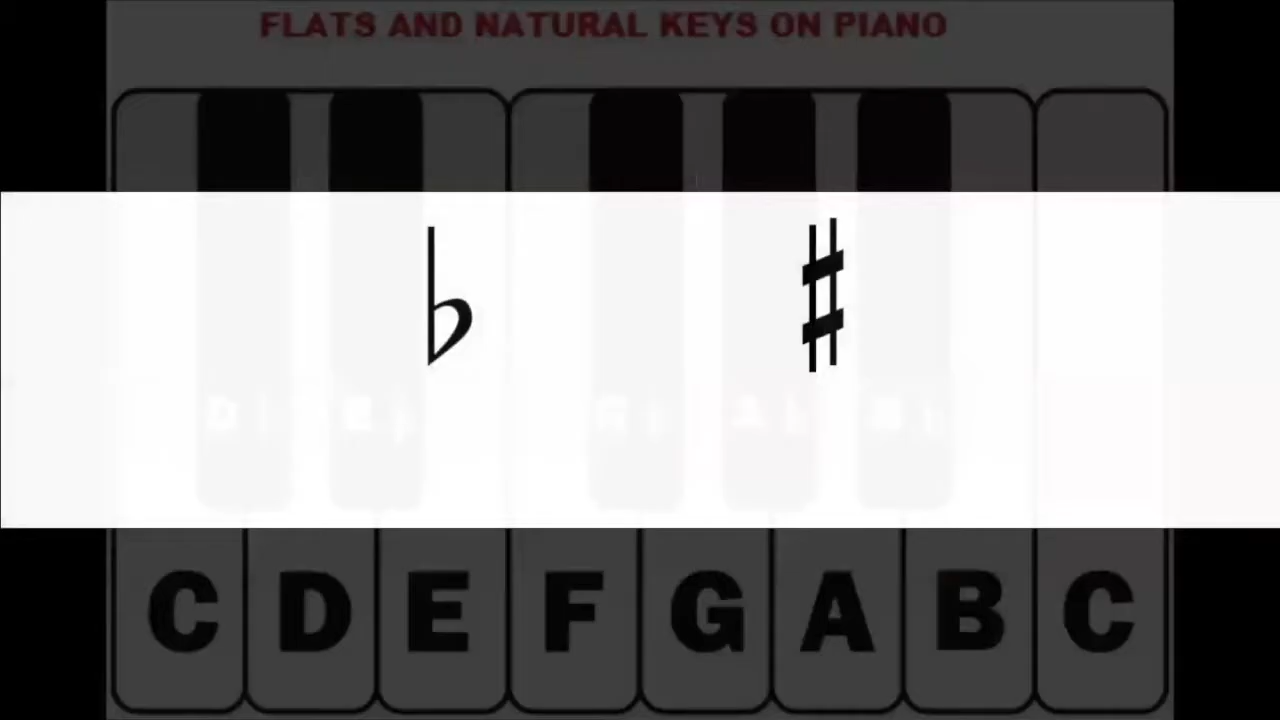 FLATS AND NATURAL KEYS ON PIANO
♭ ♯
D♭ E♭ G♭ A♭ B♭
C D E F G A B C